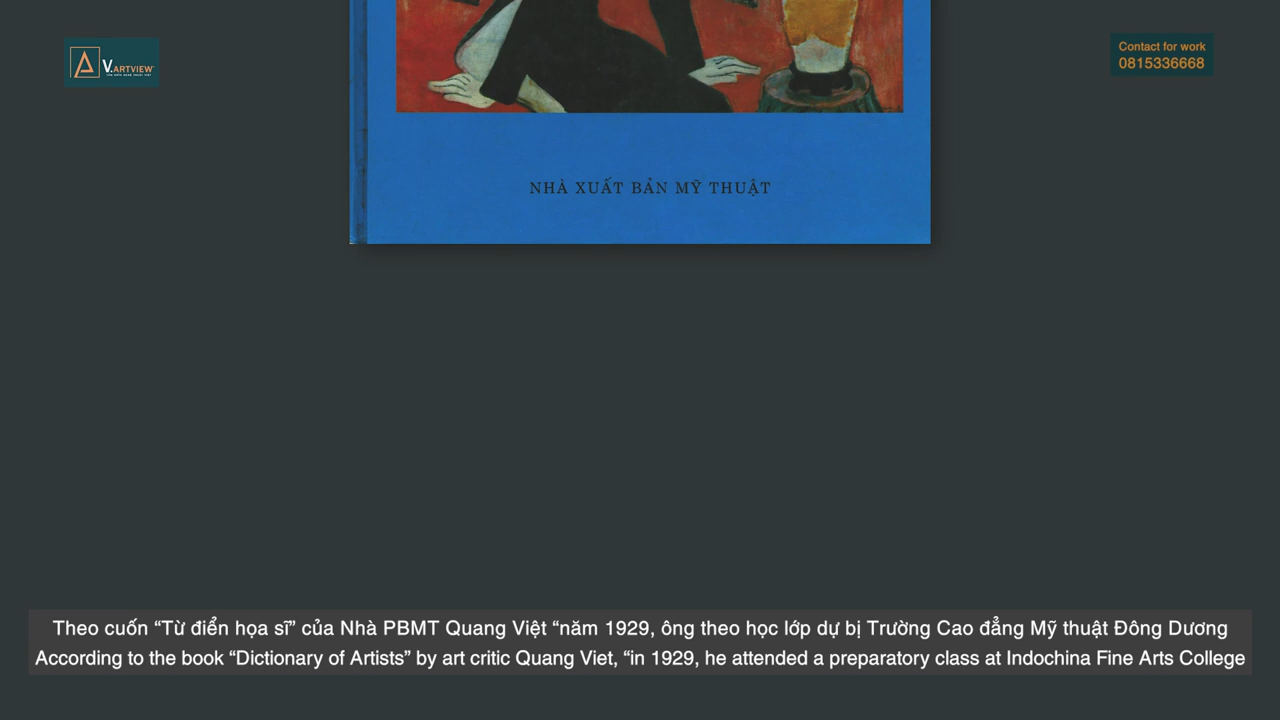 V.ARTVIEW
Contact for work
0815336668
NHÀ XUẤT BẢN MỸ THUẬT
Theo cuốn “Từ điển họa sĩ” của Nhà PBMT Quang Việt “năm 1929, ông theo học lớp dự bị Trường Cao đẳng Mỹ thuật Đông Dương
According to the book “Dictionary of Artists” by art critic Quang Viet, “in 1929, he attended a preparatory class at Indochina Fine Arts College